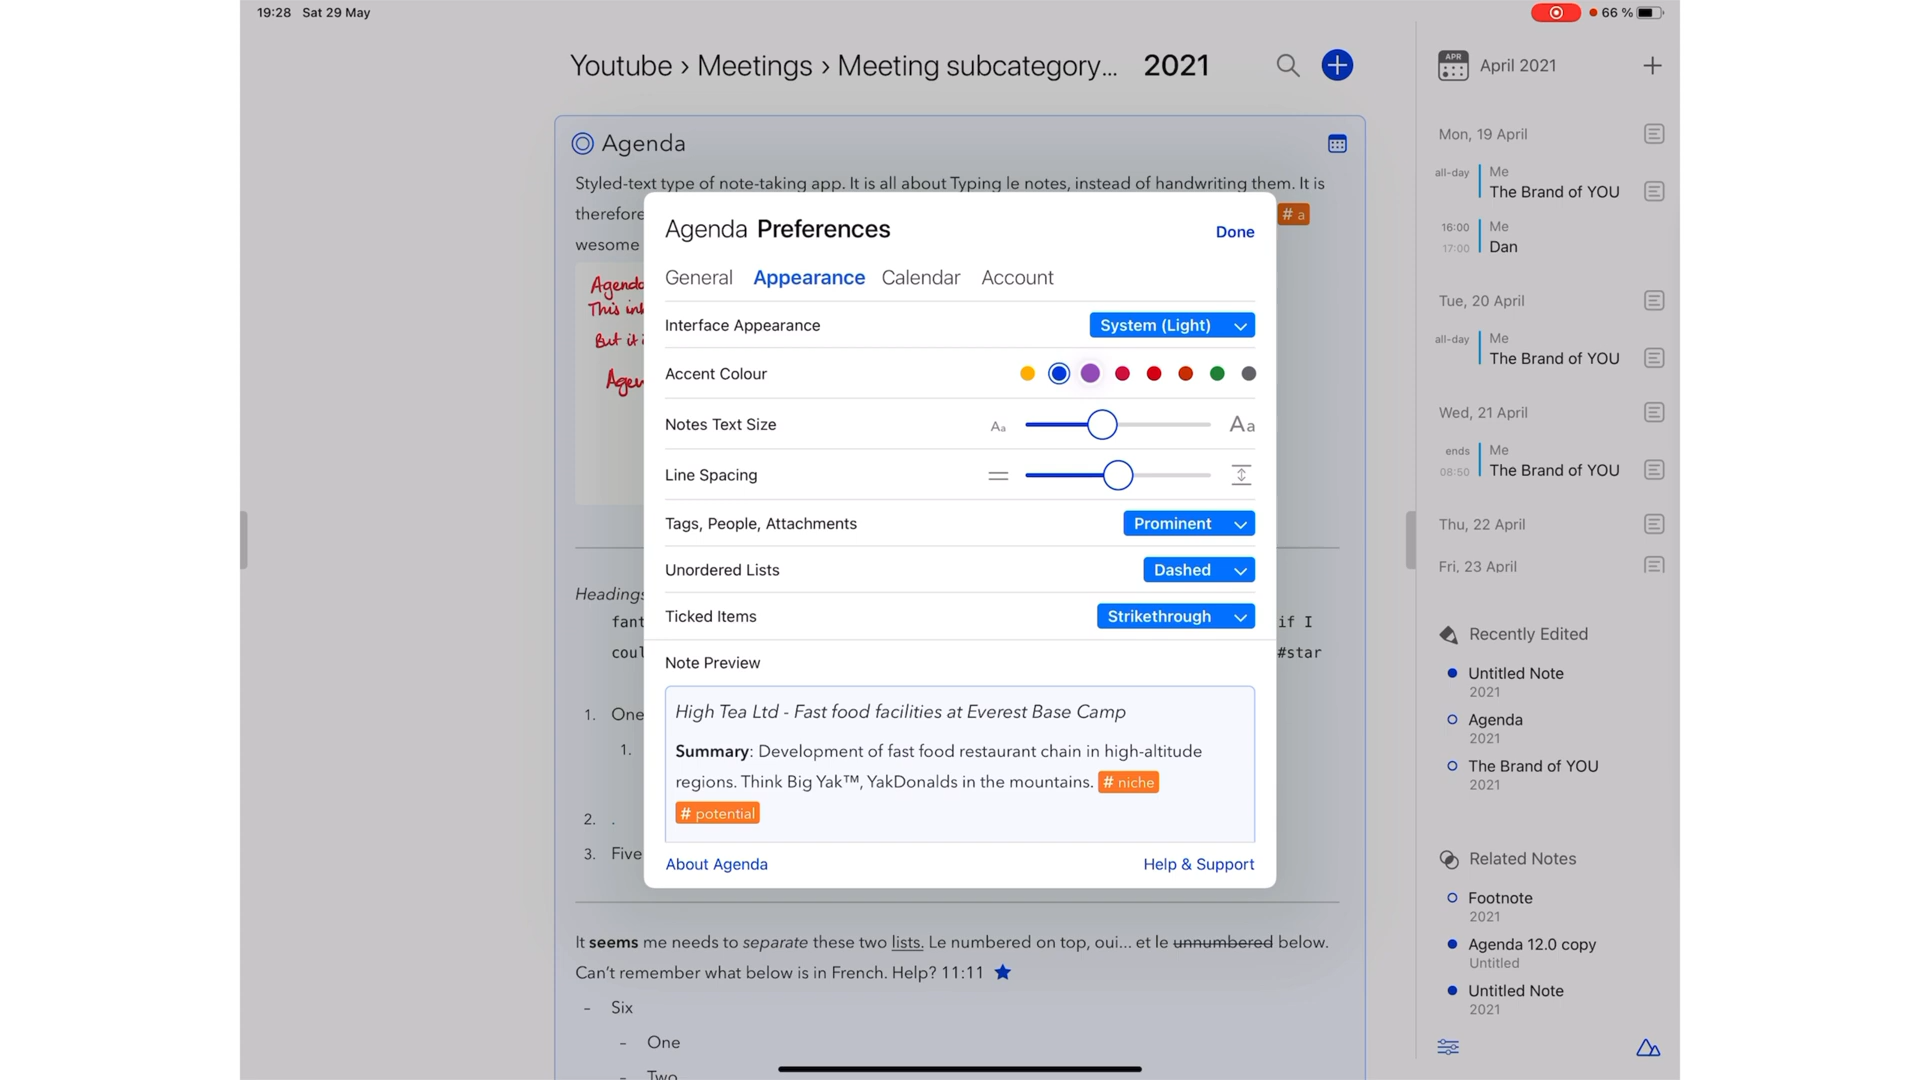 19:28 Sat 29 May
66 %
Youtube › Meetings › Meeting subcategory... 2021
Agenda
Styled-text type of note-taking app. It is all about Typing le notes, instead of handwriting them. It is
therefore
# a
wesome
Agenda
This
But it i
Agen
Headings
fant
if I
coul
#star
1. One
1.
2. .
3. Five
Agenda Preferences
Done
General Appearance Calendar Account
Interface Appearance System (Light)
Accent Colour
Notes Text Size Aa Aa
Line Spacing
Tags, People, Attachments Prominent
Unordered Lists Dashed
Ticked Items Strikethrough
Note Preview
High Tea Ltd - Fast food facilities at Everest Base Camp
Summary: Development of fast food restaurant chain in high-altitude
regions. Think Big Yak™, YakDonalds in the mountains. # niche
# potential
About Agenda Help & Support
It seems me needs to separate these two lists. Le numbered on top, oui... et le unnumbered below.
Can't remember what below is in French. Help? 11:11
- Six
- One
- Two
APR
April 2021
Mon, 19 April
all-day Me
The Brand of YOU
16:00 Me
17:00 Dan
Tue, 20 April
all-day Me
The Brand of YOU
Wed, 21 April
ends Me
08:50 The Brand of YOU
Thu, 22 April
Fri, 23 April
Recently Edited
Untitled Note
2021
Agenda
2021
The Brand of YOU
2021
Related Notes
Footnote
2021
Agenda 12.0 copy
Untitled
Untitled Note
2021